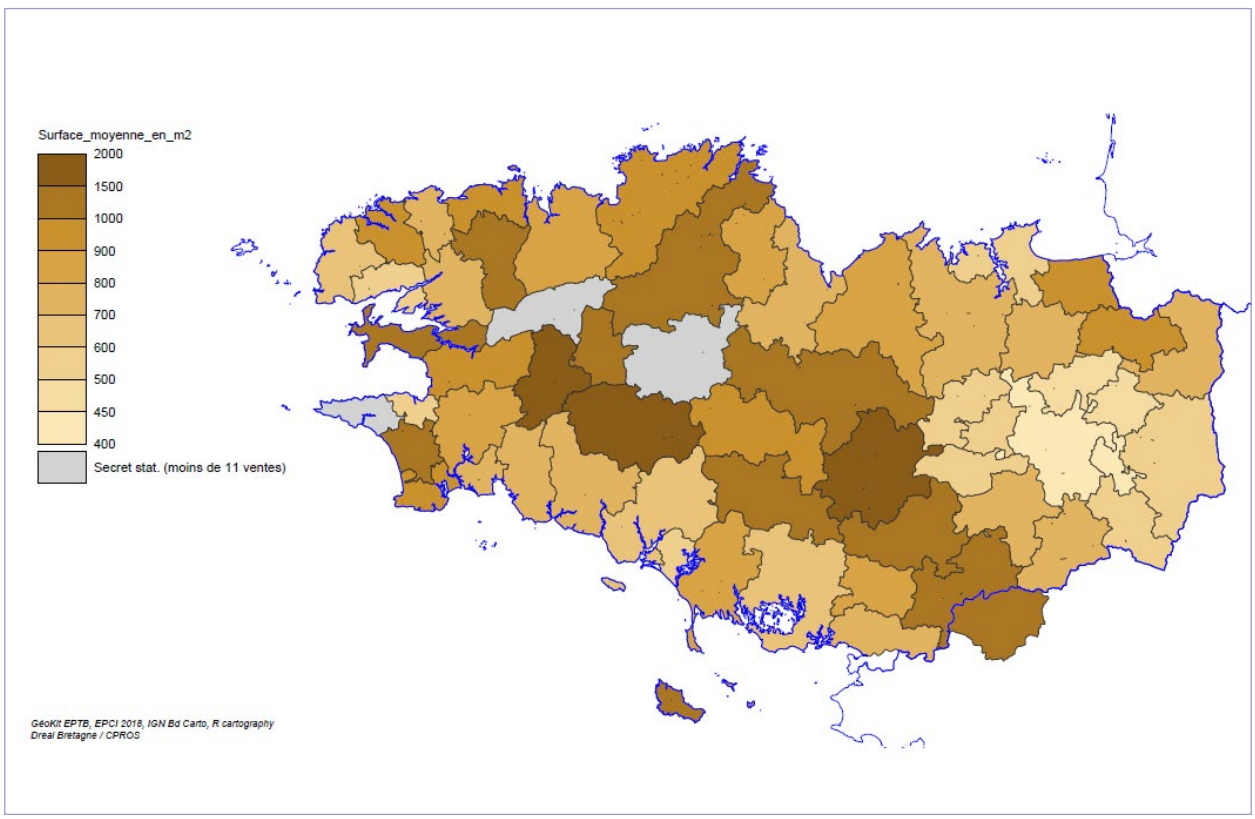 Surface_moyenne_en_m2
2000
1500
1000
900
800
700
600
500
450
400
Secret stat. (moins de 11 ventes)
GéoKit EPTB, EPCI 2018, IGN Bd Carto, R cartography
Dreal Bretagne / CPROS